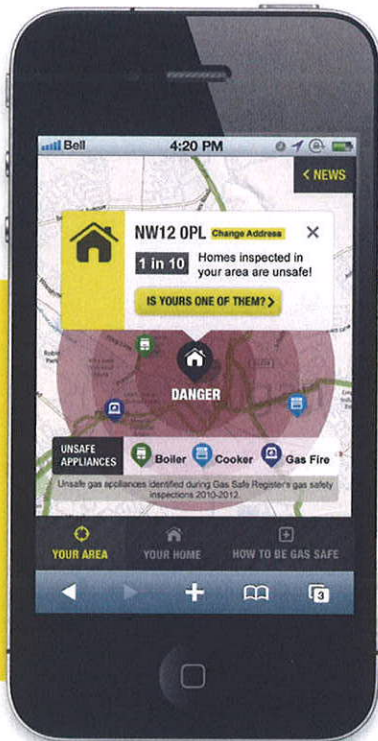 Bell 4:20 PM
< NEWS
NW12 0PL Change Address X
1 in 10 Homes inspected in
your area are unsafe!
IS YOURS ONE OF THEM? >
DANGER
UNSAFE
APPLIANCES
Boiler Cooker Gas Fire
Unsafe gas appliances identified during Gas Safe Register's gas safety
inspections 2010-2012.
YOUR AREA YOUR HOME HOW TO BE GAS SAFE
3